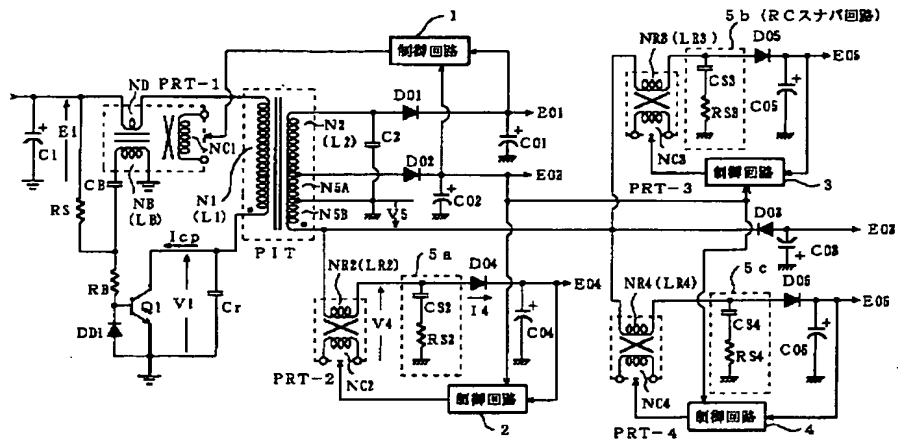 1
制御回路
5b (RCスナバ回路)
NR3(LR3)
D05
E05
CS3
RS3
C05
NC3
制御回路
3
PRT-3
ND
PRT-1
E1
C1
NC1
CB
NB
(LB)
RS
N1
(L1)
N2
(L2)
C2
D01
E01
C01
D02
E02
C02
N5A
N5B
V5
PIT
D03
E03
C03
Icp
RB
Q1
V1
Cr
DD1
NR2(LR2)
V4
5a
CS2
RS2
D04
I4
E04
C04
NC2
PRT-2
制御回路
2
NR4(LR4)
5c
CS4
RS4
D06
E06
C06
NC4
PRT-4
制御回路
4